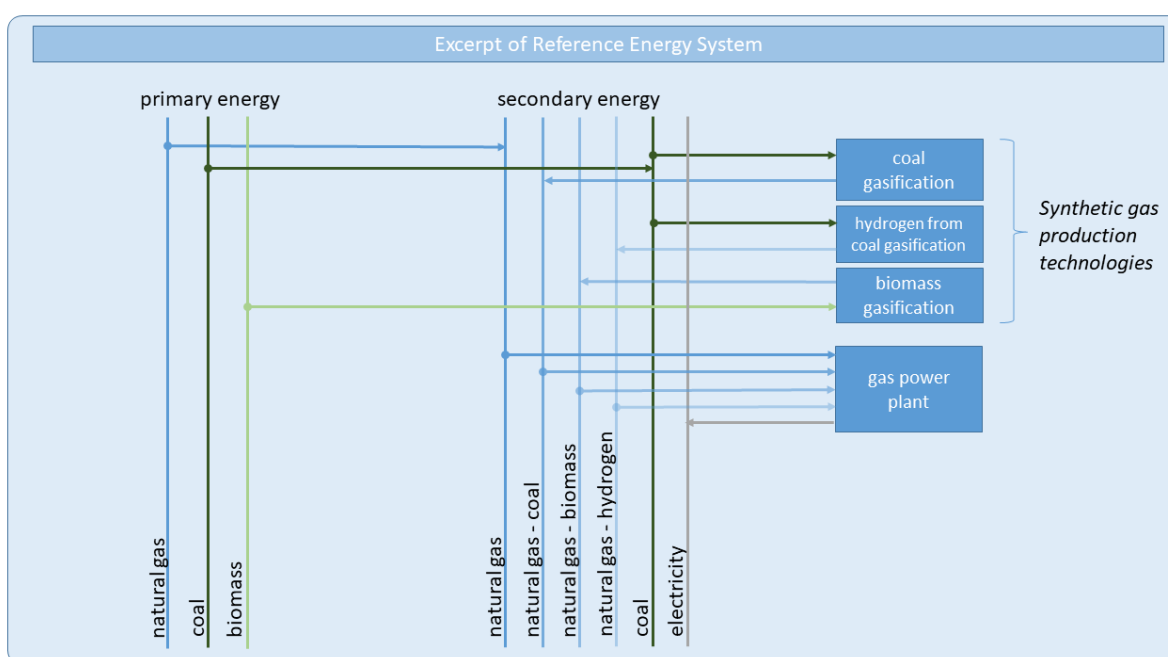 Excerpt of Reference Energy System
primary energy
secondary energy
coal
gasification
hydrogen from
coal gasification
biomass
gasification
Synthetic gas
production
technologies
gas power
plant
natural gas
coal
biomass
natural gas
natural gas - coal
natural gas - biomass
natural gas - hydrogen
coal
electricity